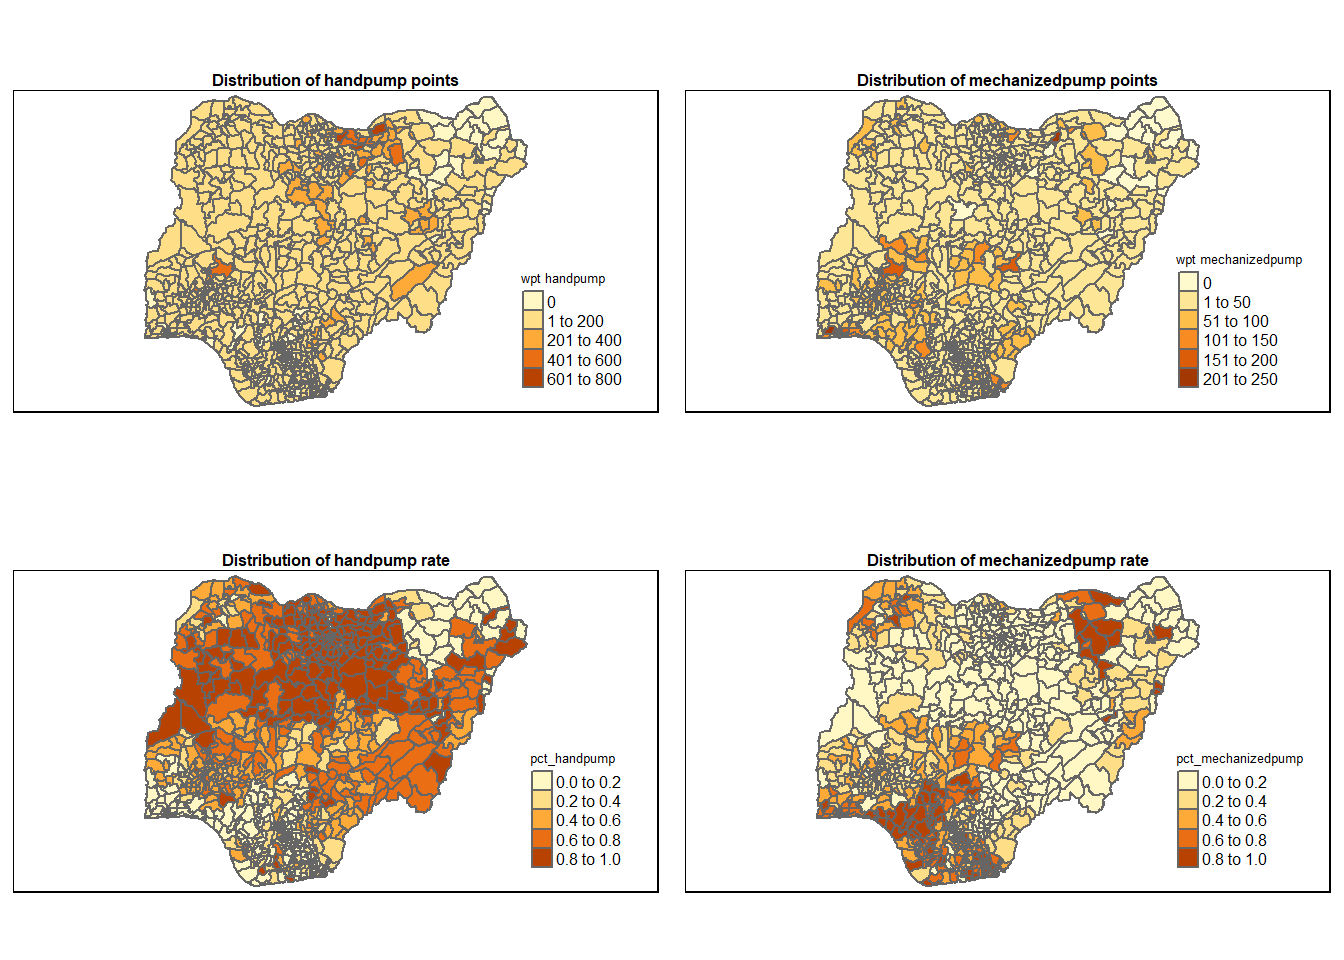 Distribution of handpump points
wpt handpump
0
1 to 200
201 to 400
401 to 600
601 to 800
Distribution of mechanizedpump points
wpt mechanizedpump
0
1 to 50
51 to 100
101 to 150
151 to 200
201 to 250
Distribution of handpump rate
pct_handpump
0.0 to 0.2
0.2 to 0.4
0.4 to 0.6
0.6 to 0.8
0.8 to 1.0
Distribution of mechanizedpump rate
pct_mechanizedpump
0.0 to 0.2
0.2 to 0.4
0.4 to 0.6
0.6 to 0.8
0.8 to 1.0